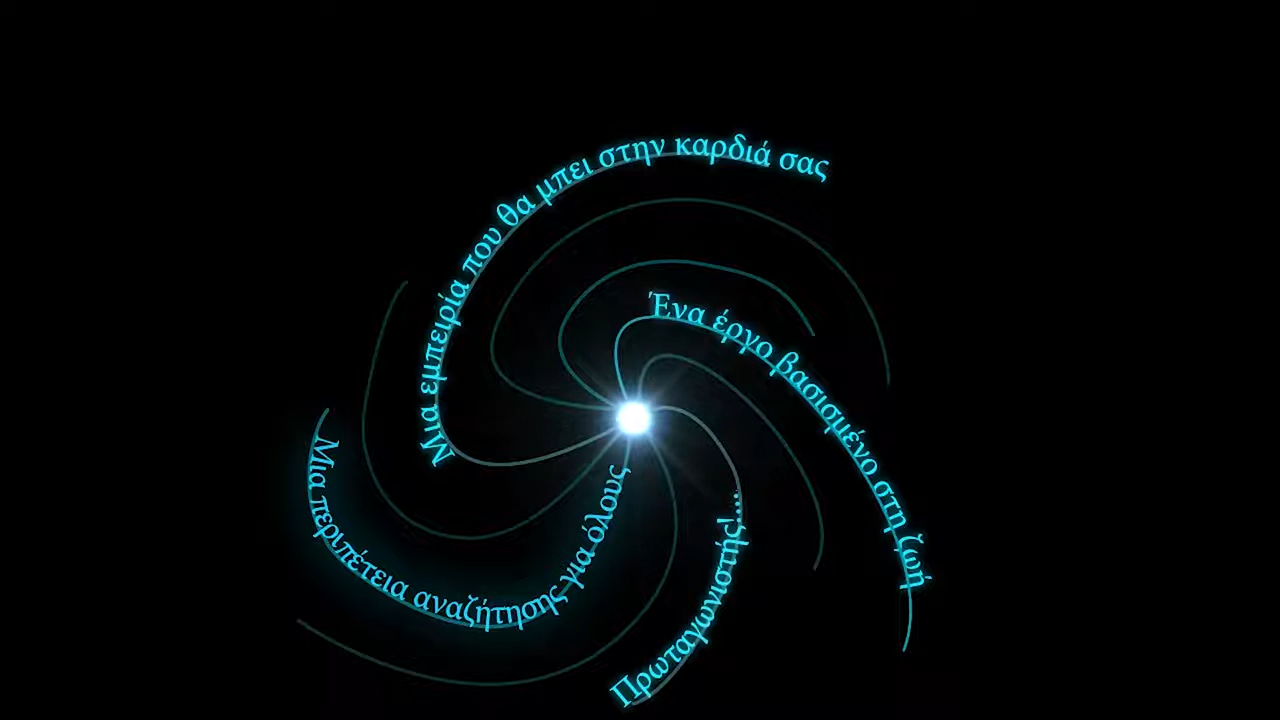 Μια εμπειρία που θα μπει στην καρδιά σας
Ένα έργο βασισμένο στη ζωή
Μια περιπέτεια αναζήτησης για όλους
Πρωταγωνιστής!...